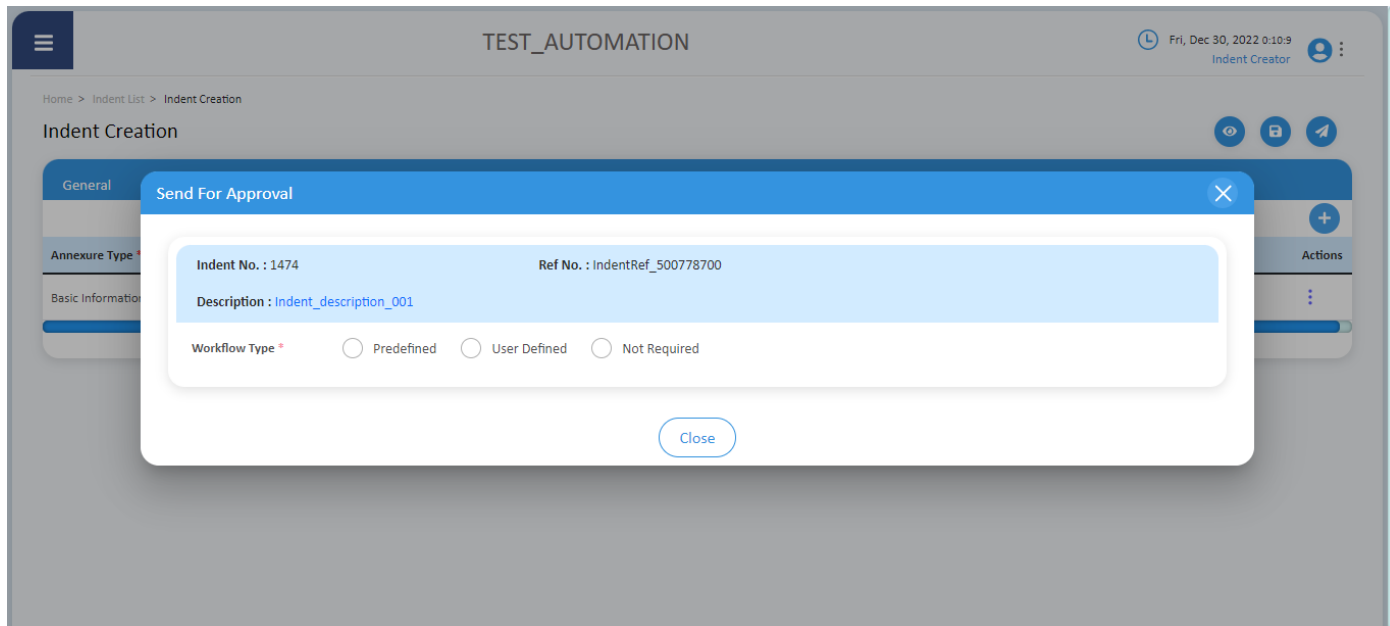 TEST_AUTOMATION
Fri, Dec 30, 2022 0:10:9
Indent Creator
Home > Indent List > Indent Creation
Indent Creation
General
Send For Approval
Annexure Type *
Actions
Indent No. : 1474 Ref No. : IndentRef_500778700
Basic Information
Description : Indent_description_001
Workflow Type * Predefined User Defined Not Required
Close